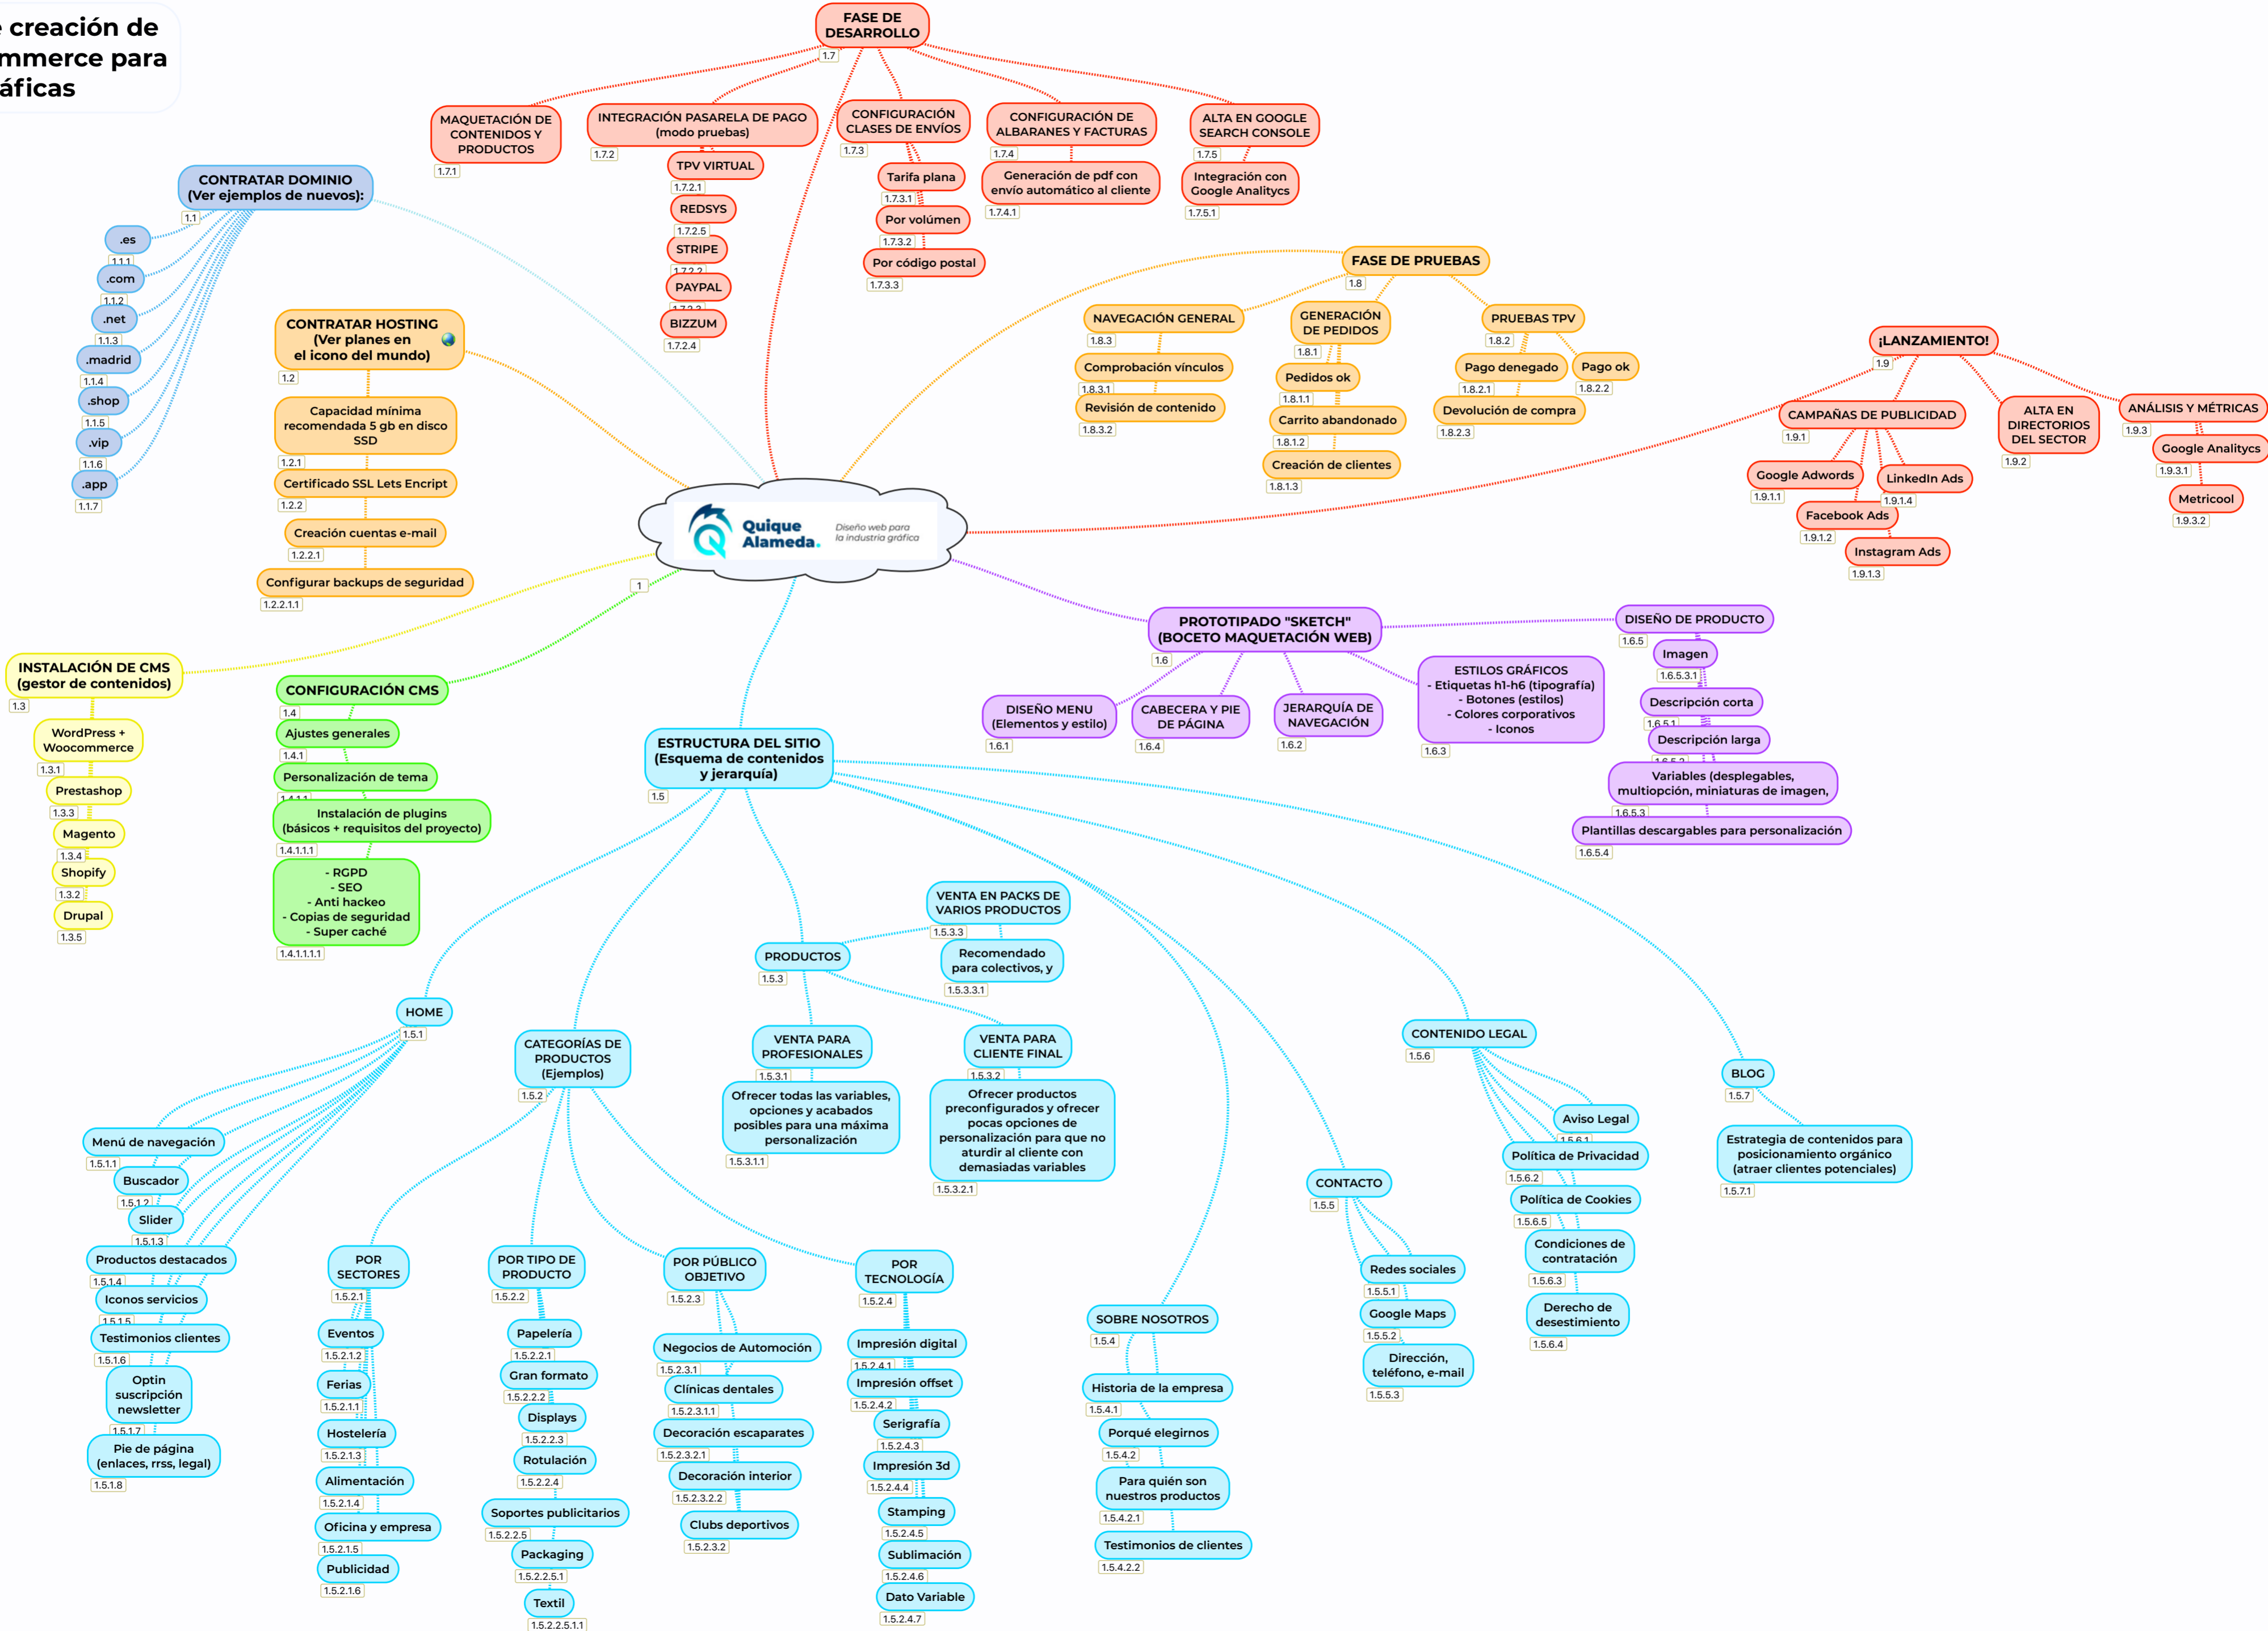 e creación de
ommerce para
áficas
FASE DE
DESARROLLO
1.7
MAQUETACIÓN DE
CONTENIDOS Y
PRODUCTOS
1.7.1
INTEGRACIÓN PASARELA DE PAGO
(modo pruebas)
1.7.2
TPV VIRTUAL
1.7.2.1
REDSYS
1.7.2.5
STRIPE
1.7.2.2
PAYPAL
1.7.2.3
BIZZUM
1.7.2.4
CONFIGURACIÓN
CLASES DE ENVÍOS
1.7.3
Tarifa plana
1.7.3.1
Por volúmen
1.7.3.2
Por código postal
1.7.3.3
CONFIGURACIÓN DE
ALBARANES Y FACTURAS
1.7.4
Generación de pdf con
envío automático al cliente
1.7.4.1
ALTA EN GOOGLE
SEARCH CONSOLE
1.7.5
Integración con
Google Analitycs
1.7.5.1
CONTRATAR DOMINIO
(Ver ejemplos de nuevos):
1.1
.es
1.1.1
.com
1.1.2
.net
1.1.3
.madrid
1.1.4
.shop
1.1.5
.vip
1.1.6
.app
1.1.7
CONTRATAR HOSTING
(Ver planes en
el icono del mundo)
1.2
Capacidad mínima
recomendada 5 gb en disco
SSD
1.2.1
Certificado SSL Lets Encript
1.2.2
Creación cuentas e-mail
1.2.2.1
Configurar backups de seguridad
1.2.2.1.1
FASE DE PRUEBAS
1.8
NAVEGACIÓN GENERAL
1.8.3
Comprobación vínculos
1.8.3.1
Revisión de contenido
1.8.3.2
GENERACIÓN
DE PEDIDOS
1.8.1
Pedidos ok
1.8.1.1
Carrito abandonado
1.8.1.2
Creación de clientes
1.8.1.3
PRUEBAS TPV
1.8.2
Pago denegado
1.8.2.1
Pago ok
1.8.2.2
Devolución de compra
1.8.2.3
¡LANZAMIENTO!
1.9
CAMPAÑAS DE PUBLICIDAD
1.9.1
Google Adwords
1.9.1.1
LinkedIn Ads
1.9.1.4
Facebook Ads
1.9.1.2
Instagram Ads
1.9.1.3
ALTA EN
DIRECTORIOS
DEL SECTOR
1.9.2
ANÁLISIS Y MÉTRICAS
1.9.3
Google Analitycs
1.9.3.1
Metricool
1.9.3.2
Quique
Alameda.
Diseño web para
la industria gráfica
1
INSTALACIÓN DE CMS
(gestor de contenidos)
1.3
WordPress +
Woocommerce
1.3.1
Prestashop
1.3.3
Magento
1.3.4
Shopify
1.3.2
Drupal
1.3.5
CONFIGURACIÓN CMS
1.4
Ajustes generales
1.4.1
Personalización de tema
1.4.1.1
Instalación de plugins
(básicos + requisitos del proyecto)
1.4.1.1.1
- RGPD
- SEO
- Anti hackeo
- Copias de seguridad
- Super caché
1.4.1.1.1.1
PROTOTIPADO "SKETCH"
(BOCETO MAQUETACIÓN WEB)
1.6
DISEÑO MENU
(Elementos y estilo)
1.6.1
CABECERA Y PIE
DE PÁGINA
1.6.4
JERARQUÍA DE
NAVEGACIÓN
1.6.2
ESTILOS GRÁFICOS
- Etiquetas h1-h6 (tipografía)
- Botones (estilos)
- Colores corporativos
- Iconos
1.6.3
DISEÑO DE PRODUCTO
1.6.5
Imagen
1.6.5.3.1
Descripción corta
1.6.5.1
Descripción larga
1.6.5.2
Variables (desplegables,
multiopción, miniaturas de imagen,
1.6.5.3
Plantillas descargables para personalización
1.6.5.4
ESTRUCTURA DEL SITIO
(Esquema de contenidos
y jerarquía)
1.5
HOME
1.5.1
Menú de navegación
1.5.1.1
Buscador
1.5.1.2
Slider
1.5.1.3
Productos destacados
1.5.1.4
Iconos servicios
1.5.1.5
Testimonios clientes
1.5.1.6
Optin
suscripción
newsletter
1.5.1.7
Pie de página
(enlaces, rrss, legal)
1.5.1.8
CATEGORÍAS DE
PRODUCTOS
(Ejemplos)
1.5.2
POR
SECTORES
1.5.2.1
Eventos
1.5.2.1.2
Ferias
1.5.2.1.1
Hostelería
1.5.2.1.3
Alimentación
1.5.2.1.4
Oficina y empresa
1.5.2.1.5
Publicidad
1.5.2.1.6
POR TIPO DE
PRODUCTO
1.5.2.2
Papelería
1.5.2.2.1
Gran formato
1.5.2.2.2
Displays
1.5.2.2.3
Rotulación
1.5.2.2.4
Soportes publicitarios
1.5.2.2.5
Packaging
1.5.2.2.5.1
Textil
1.5.2.2.5.1.1
POR PÚBLICO
OBJETIVO
1.5.2.3
Negocios de Automoción
1.5.2.3.1
Clínicas dentales
1.5.2.3.1.1
Decoración escaparates
1.5.2.3.2.1
Decoración interior
1.5.2.3.2.2
Clubs deportivos
1.5.2.3.2
POR
TECNOLOGÍA
1.5.2.4
Impresión digital
1.5.2.4.1
Impresión offset
1.5.2.4.2
Serigrafía
1.5.2.4.3
Impresión 3d
1.5.2.4.4
Stamping
1.5.2.4.5
Sublimación
1.5.2.4.6
Dato Variable
1.5.2.4.7
PRODUCTOS
1.5.3
VENTA EN PACKS DE
VARIOS PRODUCTOS
1.5.3.3
Recomendado
para colectivos, y
1.5.3.3.1
VENTA PARA
PROFESIONALES
1.5.3.1
Ofrecer todas las variables,
opciones y acabados
posibles para una máxima
personalización
1.5.3.1.1
VENTA PARA
CLIENTE FINAL
1.5.3.2
Ofrecer productos
preconfigurados y ofrecer
pocas opciones de
personalización para que no
aturdir al cliente con
demasiadas variables
1.5.3.2.1
SOBRE NOSOTROS
1.5.4
Historia de la empresa
1.5.4.1
Porqué elegirnos
1.5.4.2
Para quién son
nuestros productos
1.5.4.2.1
Testimonios de clientes
1.5.4.2.2
CONTACTO
1.5.5
Redes sociales
1.5.5.1
Google Maps
1.5.5.2
Dirección,
teléfono, e-mail
1.5.5.3
CONTENIDO LEGAL
1.5.6
Aviso Legal
1.5.6.1
Política de Privacidad
1.5.6.2
Política de Cookies
1.5.6.5
Condiciones de
contratación
1.5.6.3
Derecho de
desestimiento
1.5.6.4
BLOG
1.5.7
Estrategia de contenidos para
posicionamiento orgánico
(atraer clientes potenciales)
1.5.7.1